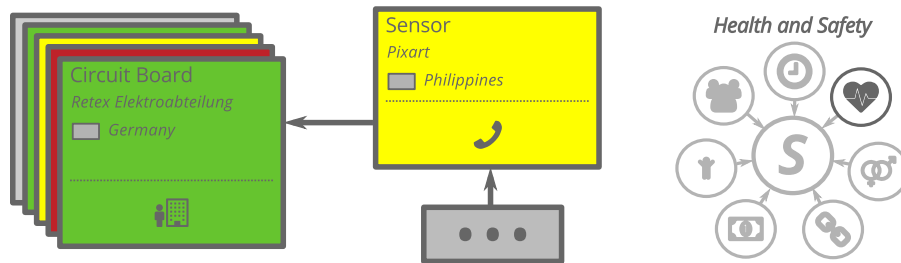 Circuit Board
Retex Elektroabteilung
Germany
Sensor
Pixart
Philippines
Health and Safety
S